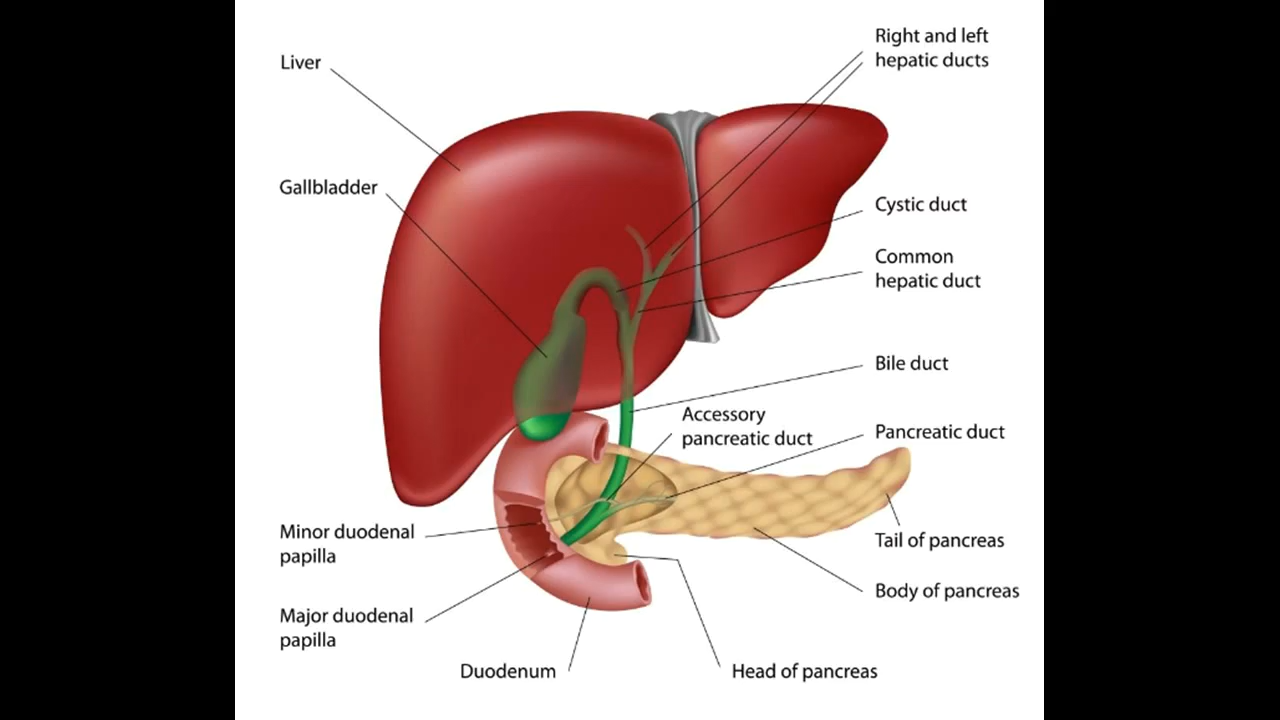 Right and left
hepatic ducts
Liver
Gallbladder
Cystic duct
Common
hepatic duct
Bile duct
Accessory
pancreatic duct
Pancreatic duct
Minor duodenal
papilla
Tail of pancreas
Body of pancreas
Major duodenal
papilla
Duodenum
Head of pancreas